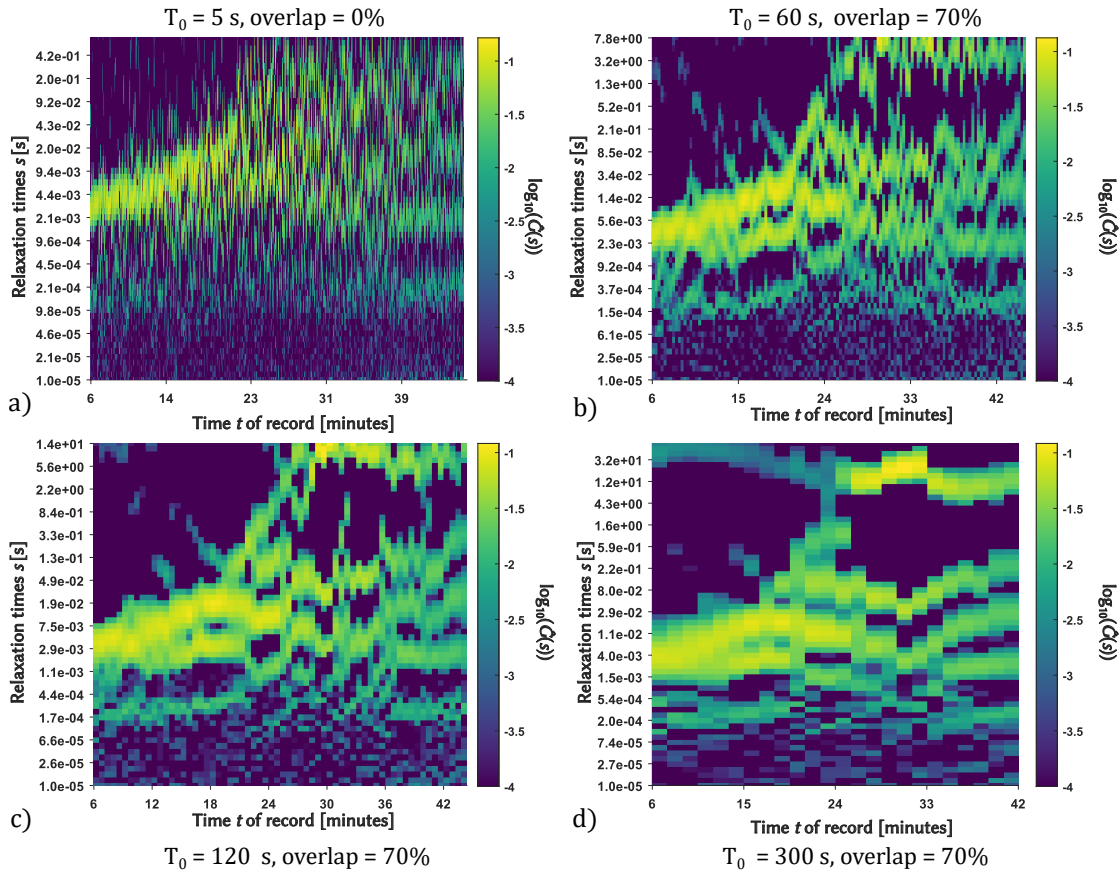 T₀ = 5 s, overlap = 0%
4.2e-01
2.0e-01
9.2e-02
4.3e-02
2.0e-02
9.4e-03
4.4e-03
2.1e-03
9.6e-04
4.5e-04
2.1e-04
9.8e-05
4.6e-05
2.1e-05
1.0e-05
Relaxation times s [s]
6 14 23 31 39
Time t of record [minutes]
-1
-1.5
-2
-2.5
-3
-3.5
-4
log₁₀(Ĉ(s))
a)
T₀ = 60 s, overlap = 70%
7.8e+00
3.2e+00
1.3e+00
5.2e-01
2.1e-01
8.5e-02
3.4e-02
1.4e-02
5.6e-03
2.3e-03
9.2e-04
3.7e-04
1.5e-04
6.1e-05
2.5e-05
1.0e-05
Relaxation times s [s]
6 15 24 33 42
Time t of record [minutes]
-1
-1.5
-2
-2.5
-3
-3.5
-4
log₁₀(Ĉ(s))
b)
1.4e+01
5.6e+00
2.2e+00
8.4e-01
3.3e-01
1.3e-01
4.9e-02
1.9e-02
7.5e-03
2.9e-03
1.1e-03
4.4e-04
1.7e-04
6.6e-05
2.6e-05
1.0e-05
Relaxation times s [s]
6 12 18 24 30 36 42
Time t of record [minutes]
-1
-1.5
-2
-2.5
-3
-3.5
-4
log₁₀(Ĉ(s))
c)
T₀ = 120 s, overlap = 70%
3.2e+01
1.2e+01
4.3e+00
1.6e+00
5.9e-01
2.2e-01
8.0e-02
2.9e-02
1.1e-02
4.0e-03
1.5e-03
5.4e-04
2.0e-04
7.4e-05
2.7e-05
1.0e-05
Relaxation times s [s]
6 15 24 33 42
Time t of record [minutes]
-1
-1.5
-2
-2.5
-3
-3.5
-4
log₁₀(Ĉ(s))
d)
T₀ = 300 s, overlap = 70%